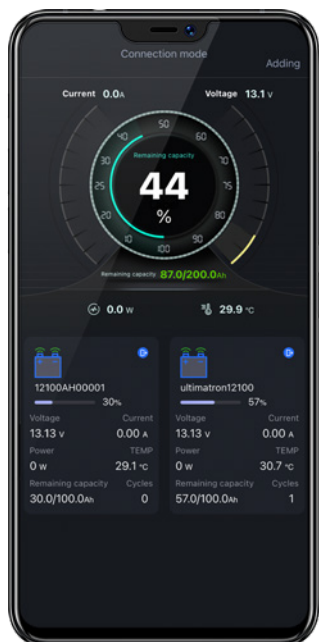 Connection mode
Adding
Current 0.0A
Voltage 13.1 V
50
40
60
30
70
Remaining capacity
25
75
44
%
20
80
10
90
100
Remaining capacity 87.0/200.0Ah
0.0 W
29.9 °C
12100AH00001
30%
Voltage Current
13.13 V 0.00 A
Power TEMP
0 W 29.1 °C
Remaining capacity Cycles
30.0/100.0Ah 0
ultimatron12100
57%
Voltage Current
13.13 V 0.00 A
Power TEMP
0 W 30.7 °C
Remaining capacity Cycles
57.0/100.0Ah 1